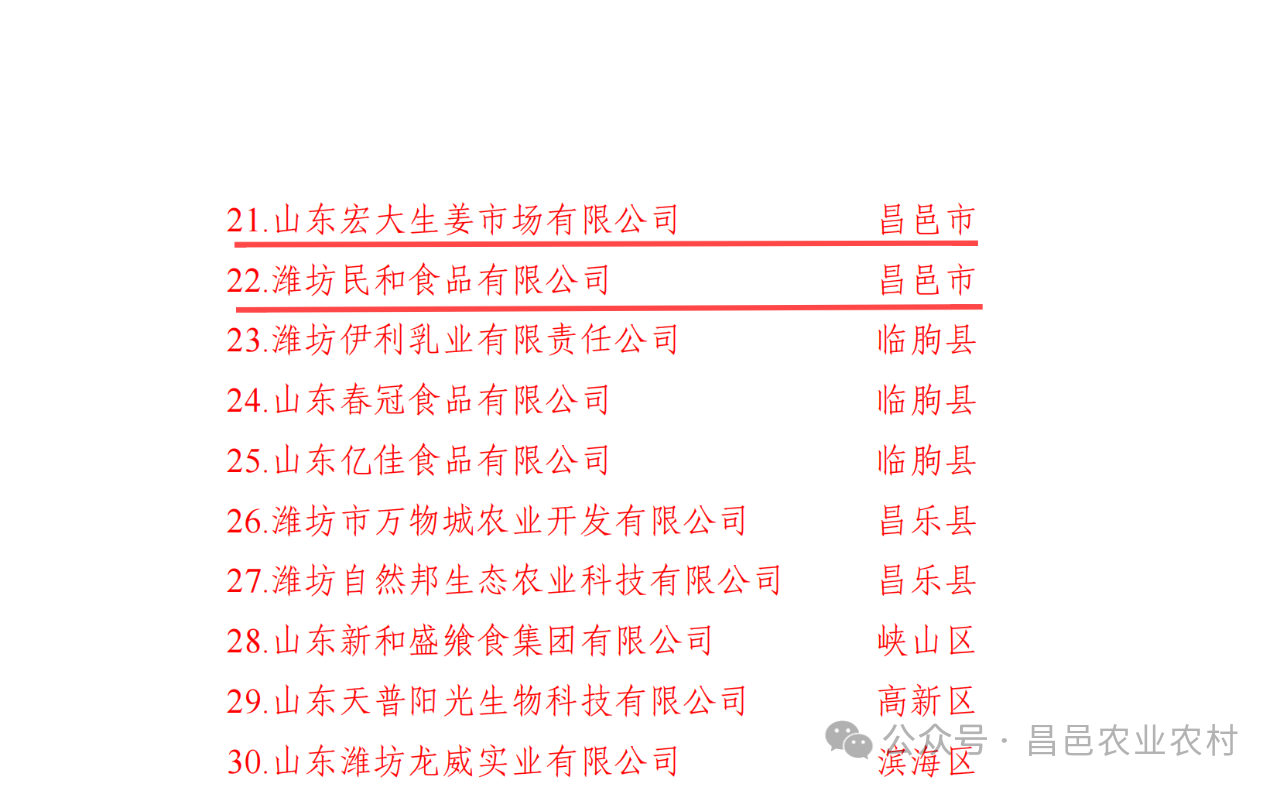 21.山东宏大生姜市场有限公司 昌邑市
22.潍坊民和食品有限公司 昌邑市
23.潍坊伊利乳业有限责任公司 临朐县
24.山东春冠食品有限公司 临朐县
25.山东亿佳食品有限公司 临朐县
26.潍坊市万物城农业开发有限公司 昌乐县
27.潍坊自然邦生态农业科技有限公司 昌乐县
28.山东新和盛飨食集团有限公司 峡山区
29.山东天普阳光生物科技有限公司 高新区
30.山东潍坊龙威实业有限公司 滨海区
公众号·昌邑农业农村